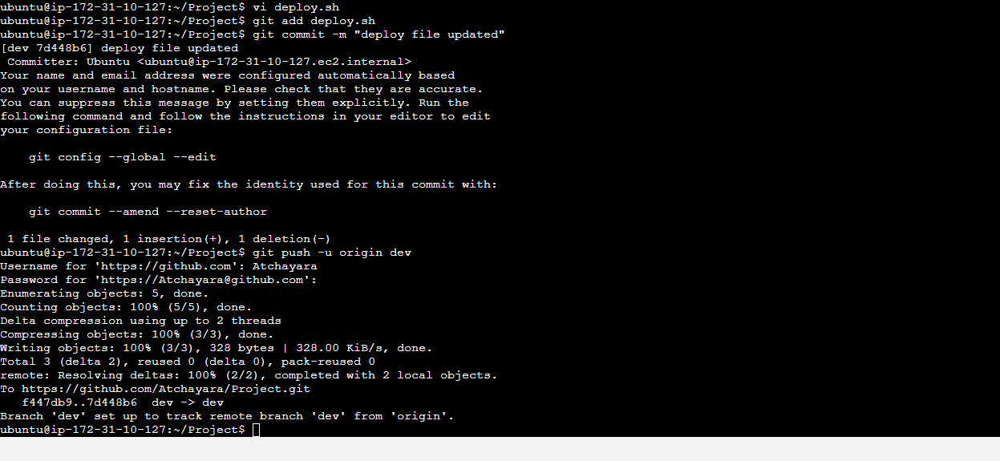 ubuntu@ip-172-31-10-127:~/Project$ vi deploy.sh
ubuntu@ip-172-31-10-127:~/Project$ git add deploy.sh
ubuntu@ip-172-31-10-127:~/Project$ git commit -m "deploy file updated"
[dev 7d448b6] deploy file updated
 Committer: Ubuntu <ubuntu@ip-172-31-10-127.ec2.internal>
Your name and email address were configured automatically based
on your username and hostname. Please check that they are accurate.
You can suppress this message by setting them explicitly. Run the
following command and follow the instructions in your editor to edit
your configuration file:

    git config --global --edit

After doing this, you may fix the identity used for this commit with:

    git commit --amend --reset-author

 1 file changed, 1 insertion(+), 1 deletion(-)
ubuntu@ip-172-31-10-127:~/Project$ git push -u origin dev
Username for 'https://github.com': Atchayara
Password for 'https://Atchayara@github.com':
Enumerating objects: 5, done.
Counting objects: 100% (5/5), done.
Delta compression using up to 2 threads
Compressing objects: 100% (3/3), done.
Writing objects: 100% (3/3), 328 bytes | 328.00 KiB/s, done.
Total 3 (delta 2), reused 0 (delta 0), pack-reused 0
remote: Resolving deltas: 100% (2/2), completed with 2 local objects.
To https://github.com/Atchayara/Project.git
   f447db9..7d448b6  dev -> dev
Branch 'dev' set up to track remote branch 'dev' from 'origin'.
ubuntu@ip-172-31-10-127:~/Project$